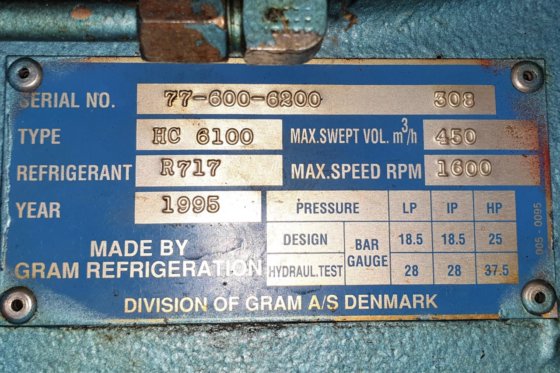 SERIAL NO. 77-600-6200 308
TYPE HC 6100 MAX.SWEPT VOL. m³/h 450
REFRIGERANT R717 MAX.SPEED RPM 1600
YEAR 1995 PRESSURE LP IP HP
DESIGN BAR GAUGE 18.5 18.5 25
HYDRAUL.TEST 28 28 37.5
MADE BY
GRAM REFRIGERATION
DIVISION OF GRAM A/S DENMARK
005-0095